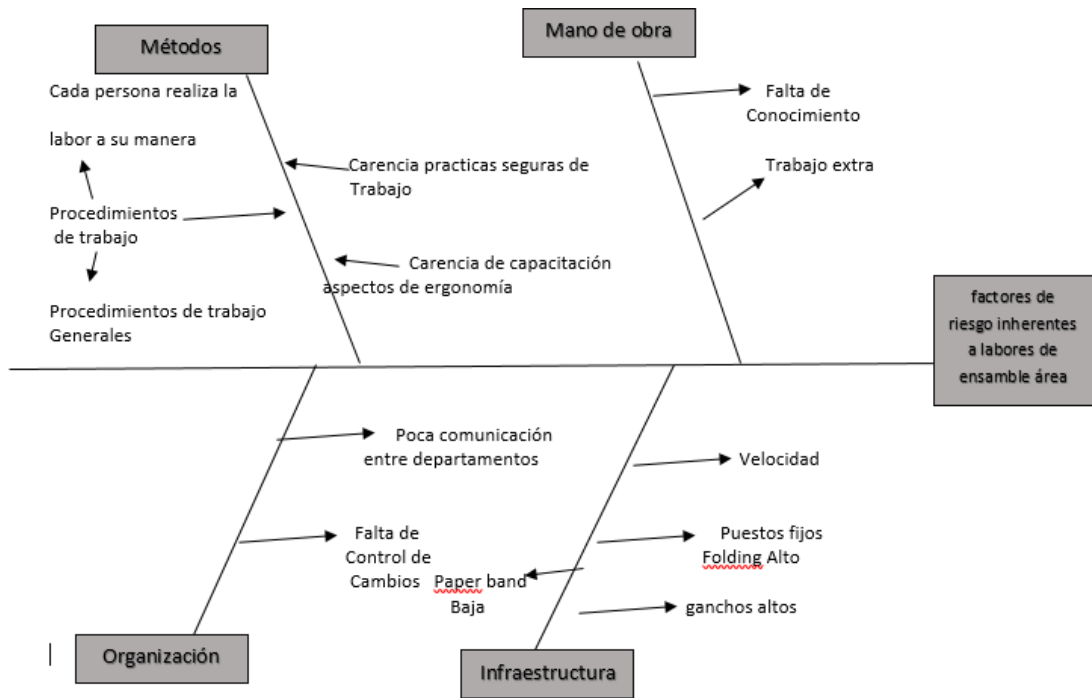 Métodos
Mano de obra
Cada persona realiza la
labor a su manera
Procedimientos
de trabajo
Procedimientos de trabajo
Generales
Carencia practicas seguras de
Trabajo
Carencia de capacitación
aspectos de ergonomía
Falta de
Conocimiento
Trabajo extra
factores de
riesgo inherentes
a labores de
ensamble área
Poca comunicación
entre departamentos
Falta de
Control de
Cambios
Paper band
Baja
Velocidad
Puestos fijos
Folding Alto
ganchos altos
Organización
Infraestructura